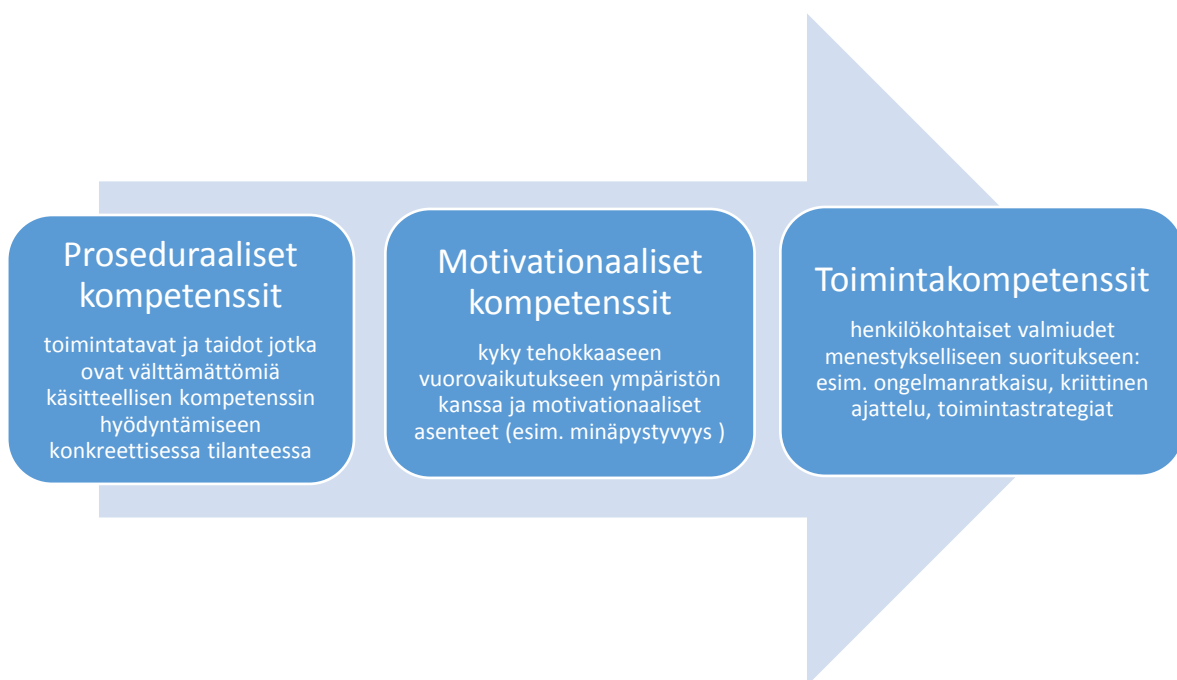 Proseduraaliset
kompetenssit
toimintatavat ja taidot jotka
ovat välttämättömiä
käsitteellisen kompetenssin
hyödyntämiseen
konkreettisessa tilanteessa
Motivationaaliset
kompetenssit
kyky tehokkaaseen
vuorovaikutukseen ympäristön
kanssa ja motivationaaliset
asenteet (esim. minäpystyvyys )
Toimintakompetenssit
henkilökohtaiset valmiudet
menestykselliseen suoritukseen:
esim. ongelmanratkaisu, kriittinen
ajattelu, toimintastrategiat